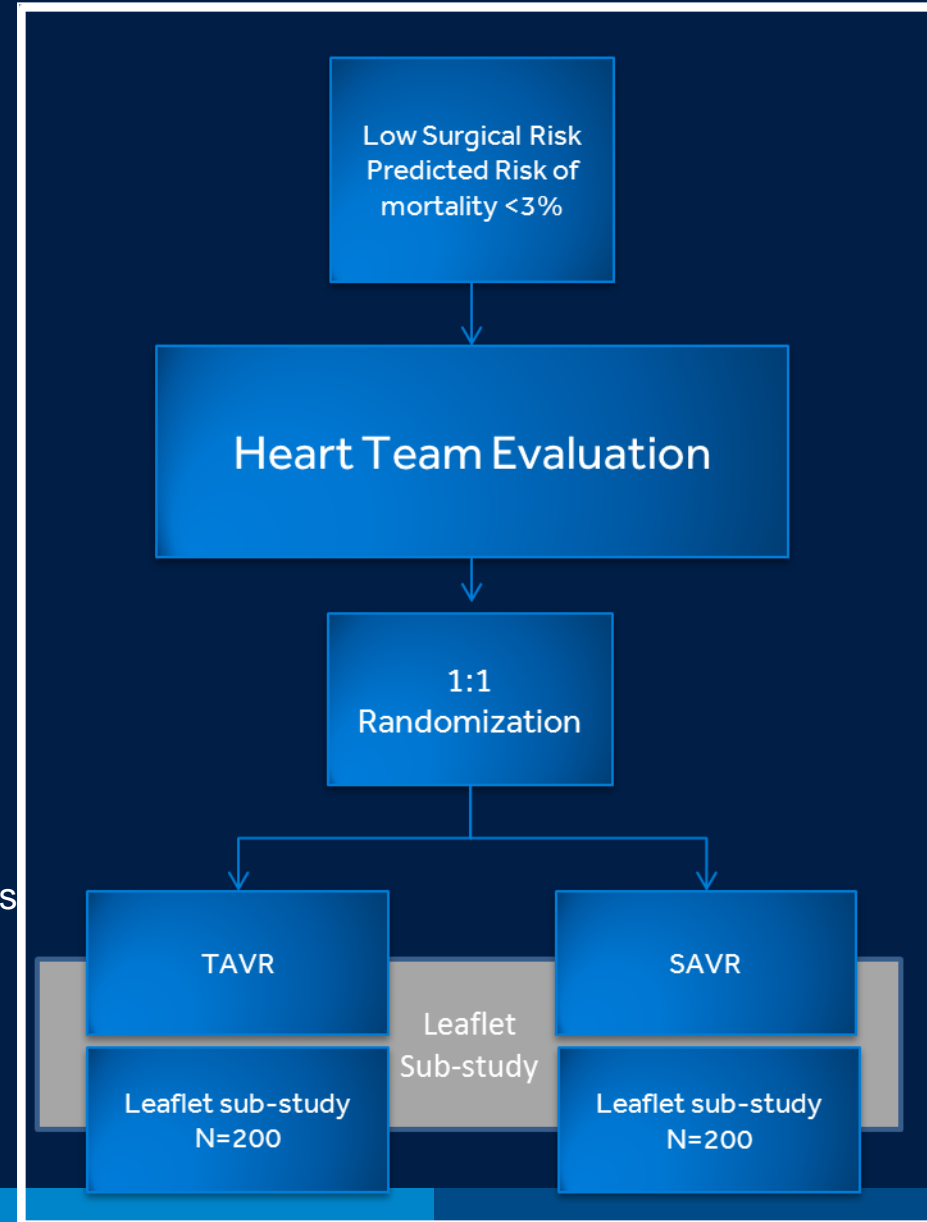 Low Surgical Risk
Predicted Risk of
mortality <3%
Heart Team Evaluation
1:1
Randomization
s
TAVR
SAVR
Leaflet
Sub-study
Leaflet sub-study
N=200
Leaflet sub-study
N=200